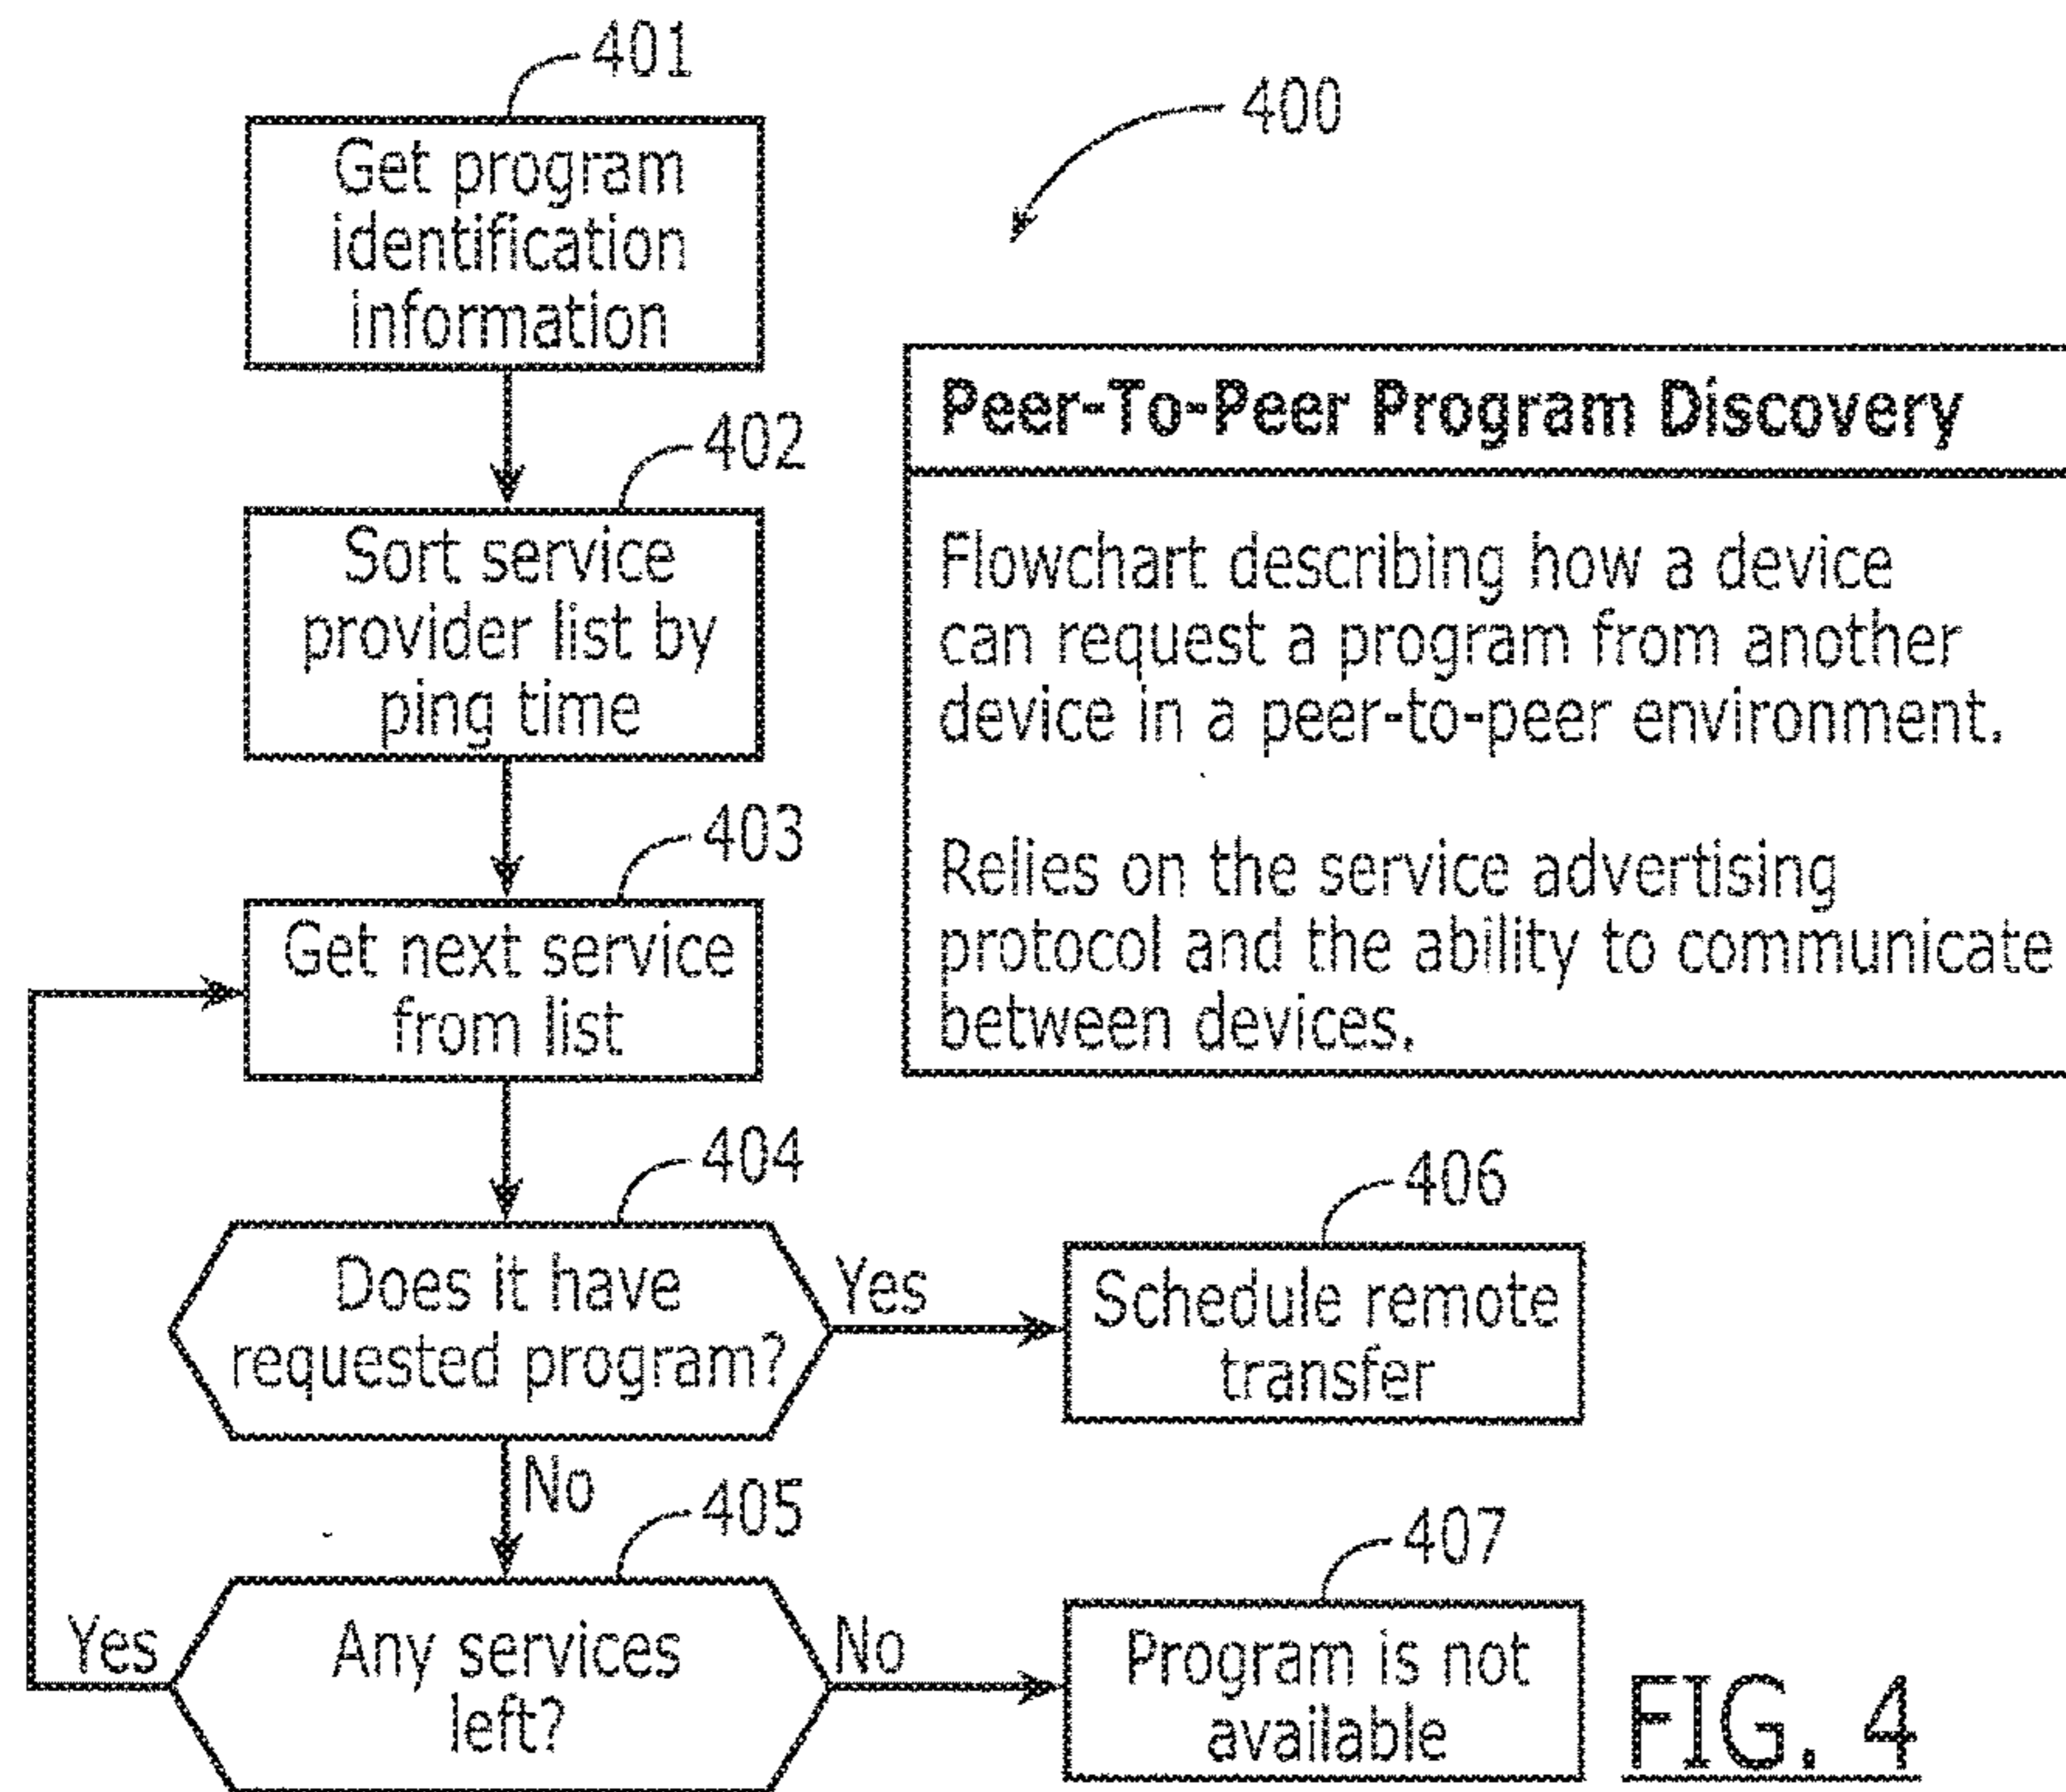 401
Get program
identification
information
400
402
Sort service
provider list by
ping time
Peer-To-Peer Program Discovery
Flowchart describing how a device
can request a program from another
device in a peer-to-peer environment.
Relies on the service advertising
protocol and the ability to communicate
between devices.
403
Get next service
from list
404
Does it have
requested program?
Yes
No
406
Schedule remote
transfer
405
Any services
left?
Yes
No
407
Program is not
available
FIG. 4